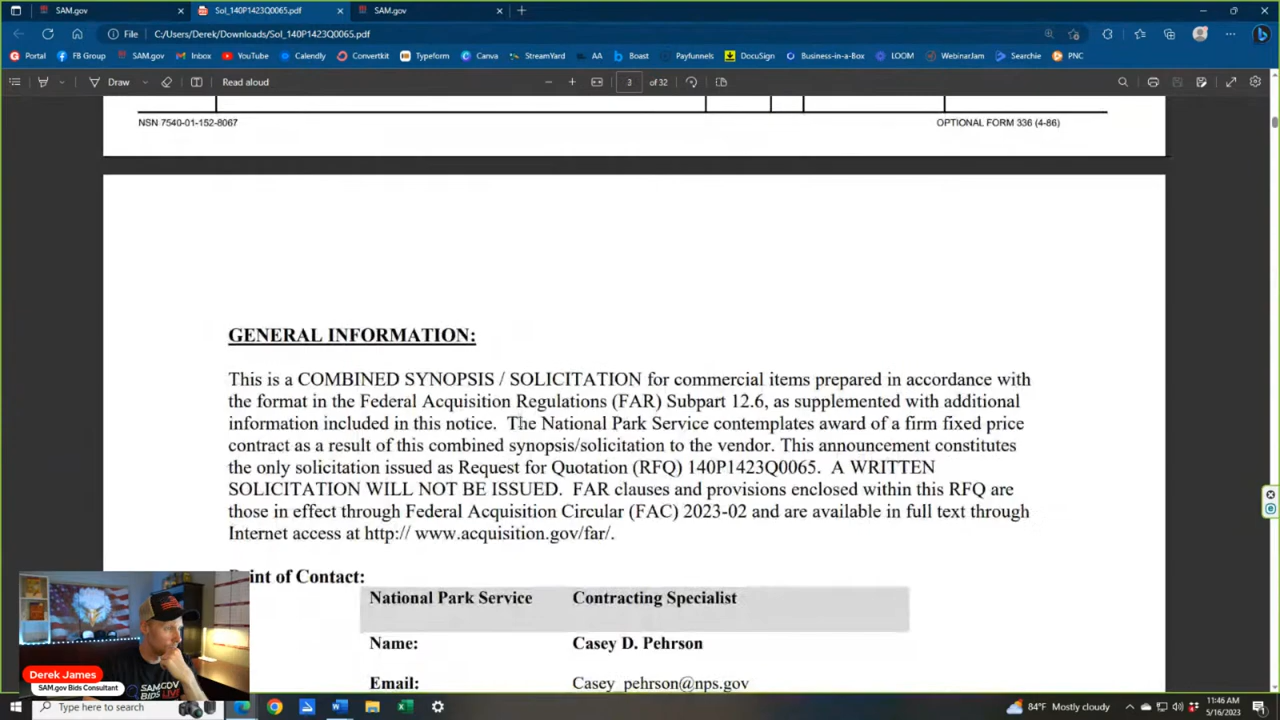 SAM.gov
Sol_140P1423Q0065.pdf
SAM.gov
File
C:/Users/Derek/Downloads/Sol_140P1423Q0065.pdf
Portal
FB Group
SAM.gov
Inbox
YouTube
Calendly
Convertkit
Typeform
Canva
StreamYard
AA
Boast
Payfunnels
DocuSign
Business-in-a-Box
LOOM
WebinarJam
Searchie
PNC
Draw
Read aloud
3
of 32
NSN 7540-01-152-8067
OPTIONAL FORM 336 (4-86)
GENERAL INFORMATION:
This is a COMBINED SYNOPSIS / SOLICITATION for commercial items prepared in accordance with
the format in the Federal Acquisition Regulations (FAR) Subpart 12.6, as supplemented with additional
information included in this notice. The National Park Service contemplates award of a firm fixed price
contract as a result of this combined synopsis/solicitation to the vendor. This announcement constitutes
the only solicitation issued as Request for Quotation (RFQ) 140P1423Q0065. A WRITTEN
SOLICITATION WILL NOT BE ISSUED. FAR clauses and provisions enclosed within this RFQ are
those in effect through Federal Acquisition Circular (FAC) 2023-02 and are available in full text through
Internet access at http:// www.acquisition.gov/far/.
int of Contact:
National Park Service
Contracting Specialist
Name:
Casey D. Pehrson
Email:
Casey_pehrson@nps.gov
SAMGOV
BIDS LIVE!
Derek James
SAM.gov Bids Consultant
Type here to search
84°F Mostly cloudy
11:46 AM
5/16/2023
1